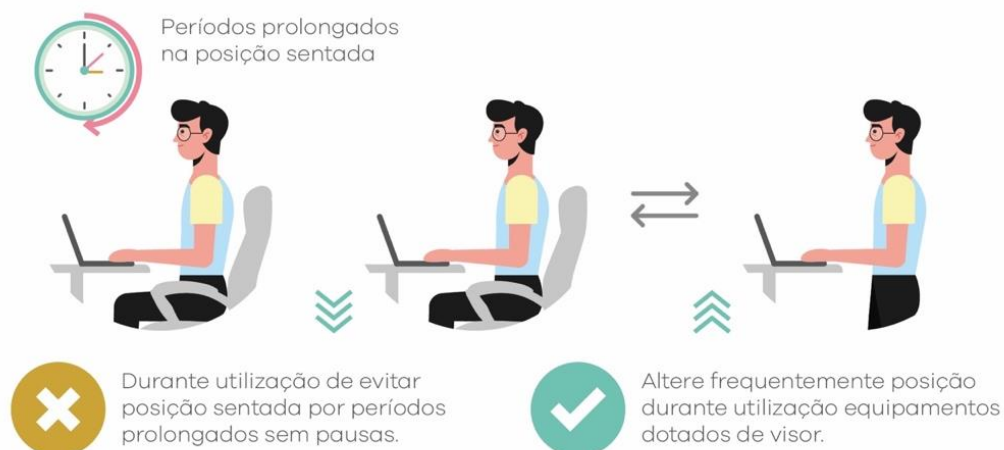 Períodos prolongados
na posição sentada
Durante utilização de evitar
posição sentada por períodos
prolongados sem pausas.
Altere frequentemente posição
durante utilização equipamentos
dotados de visor.